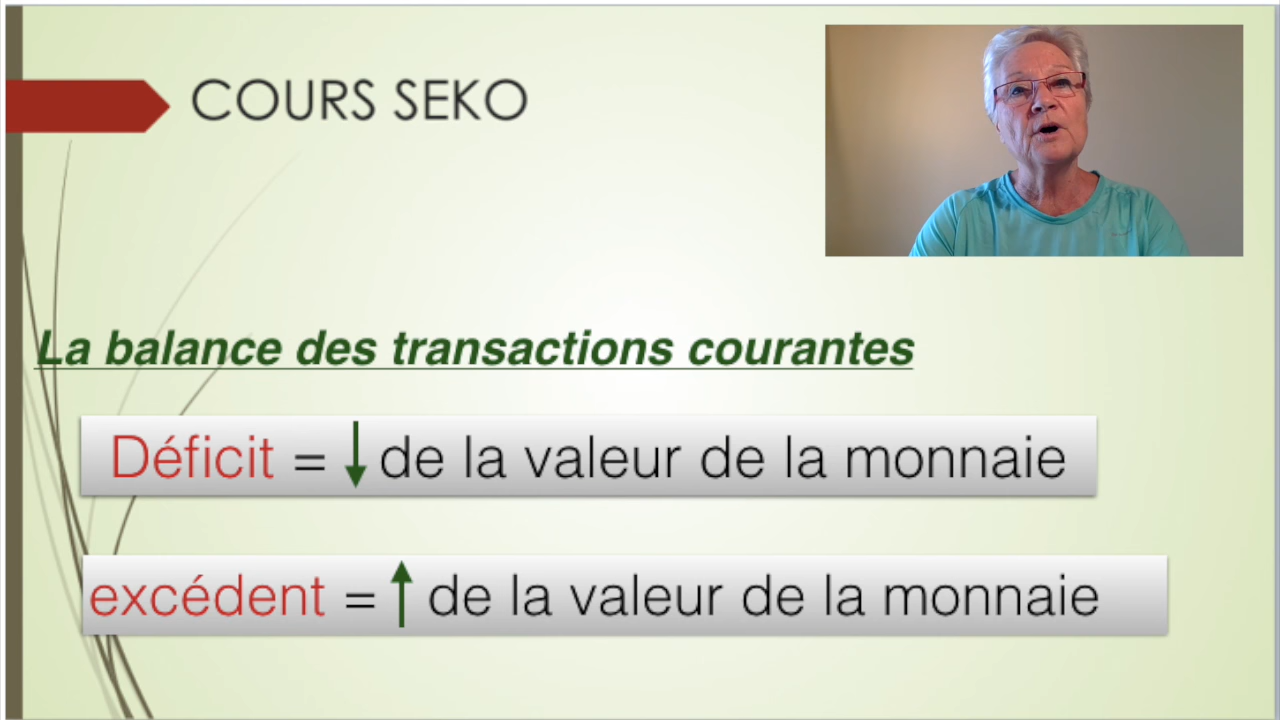 COURS SEKO
La balance des transactions courantes
Déficit = ↓ de la valeur de la monnaie
excédent = ↑ de la valeur de la monnaie